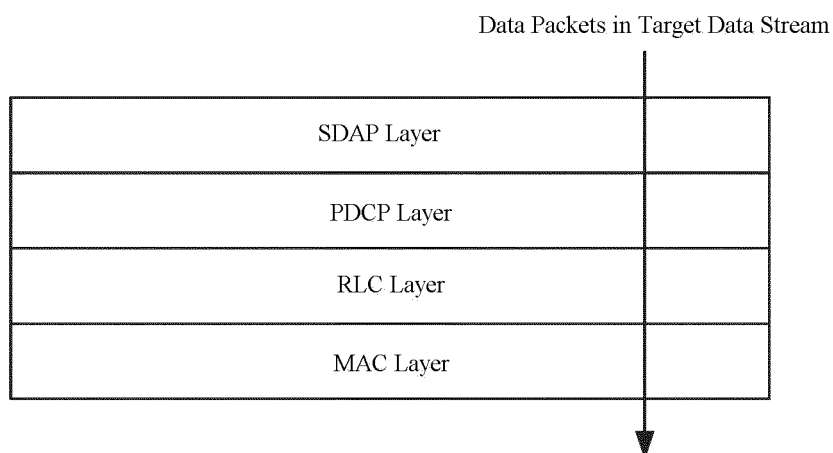 Data Packets in Target Data Stream
SDAP Layer
PDCP Layer
RLC Layer
MAC Layer